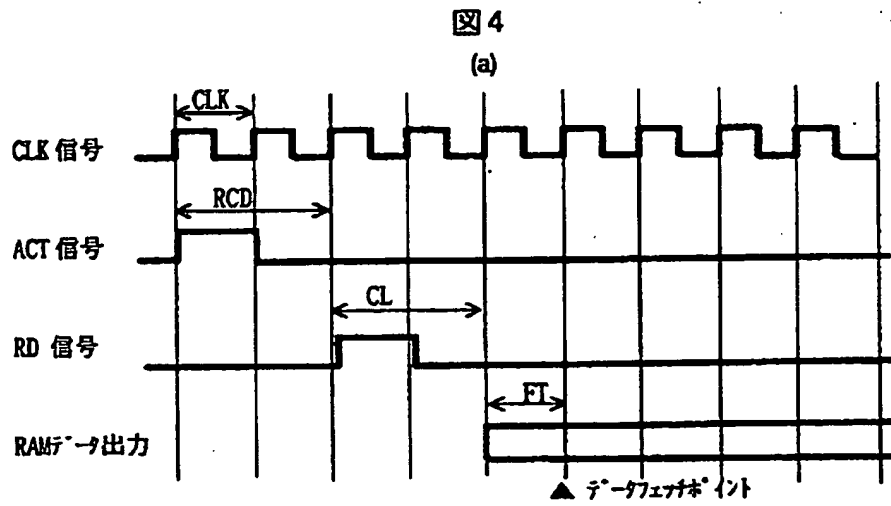 図4
(a)
CLK
CLK 信号
RCD
ACT 信号
CL
RD 信号
FT
RAMデータ出力
▲ データフェッチポイント